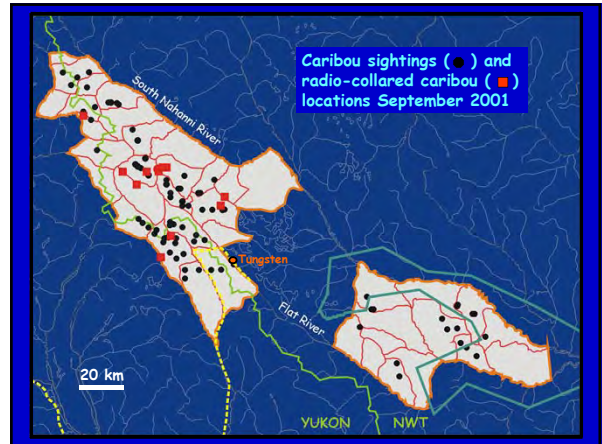 Caribou sightings ( ) and
radio-collared caribou ( )
locations September 2001
South Nahanni River
Tungsten
Flat River
20 km
YUKON NWT